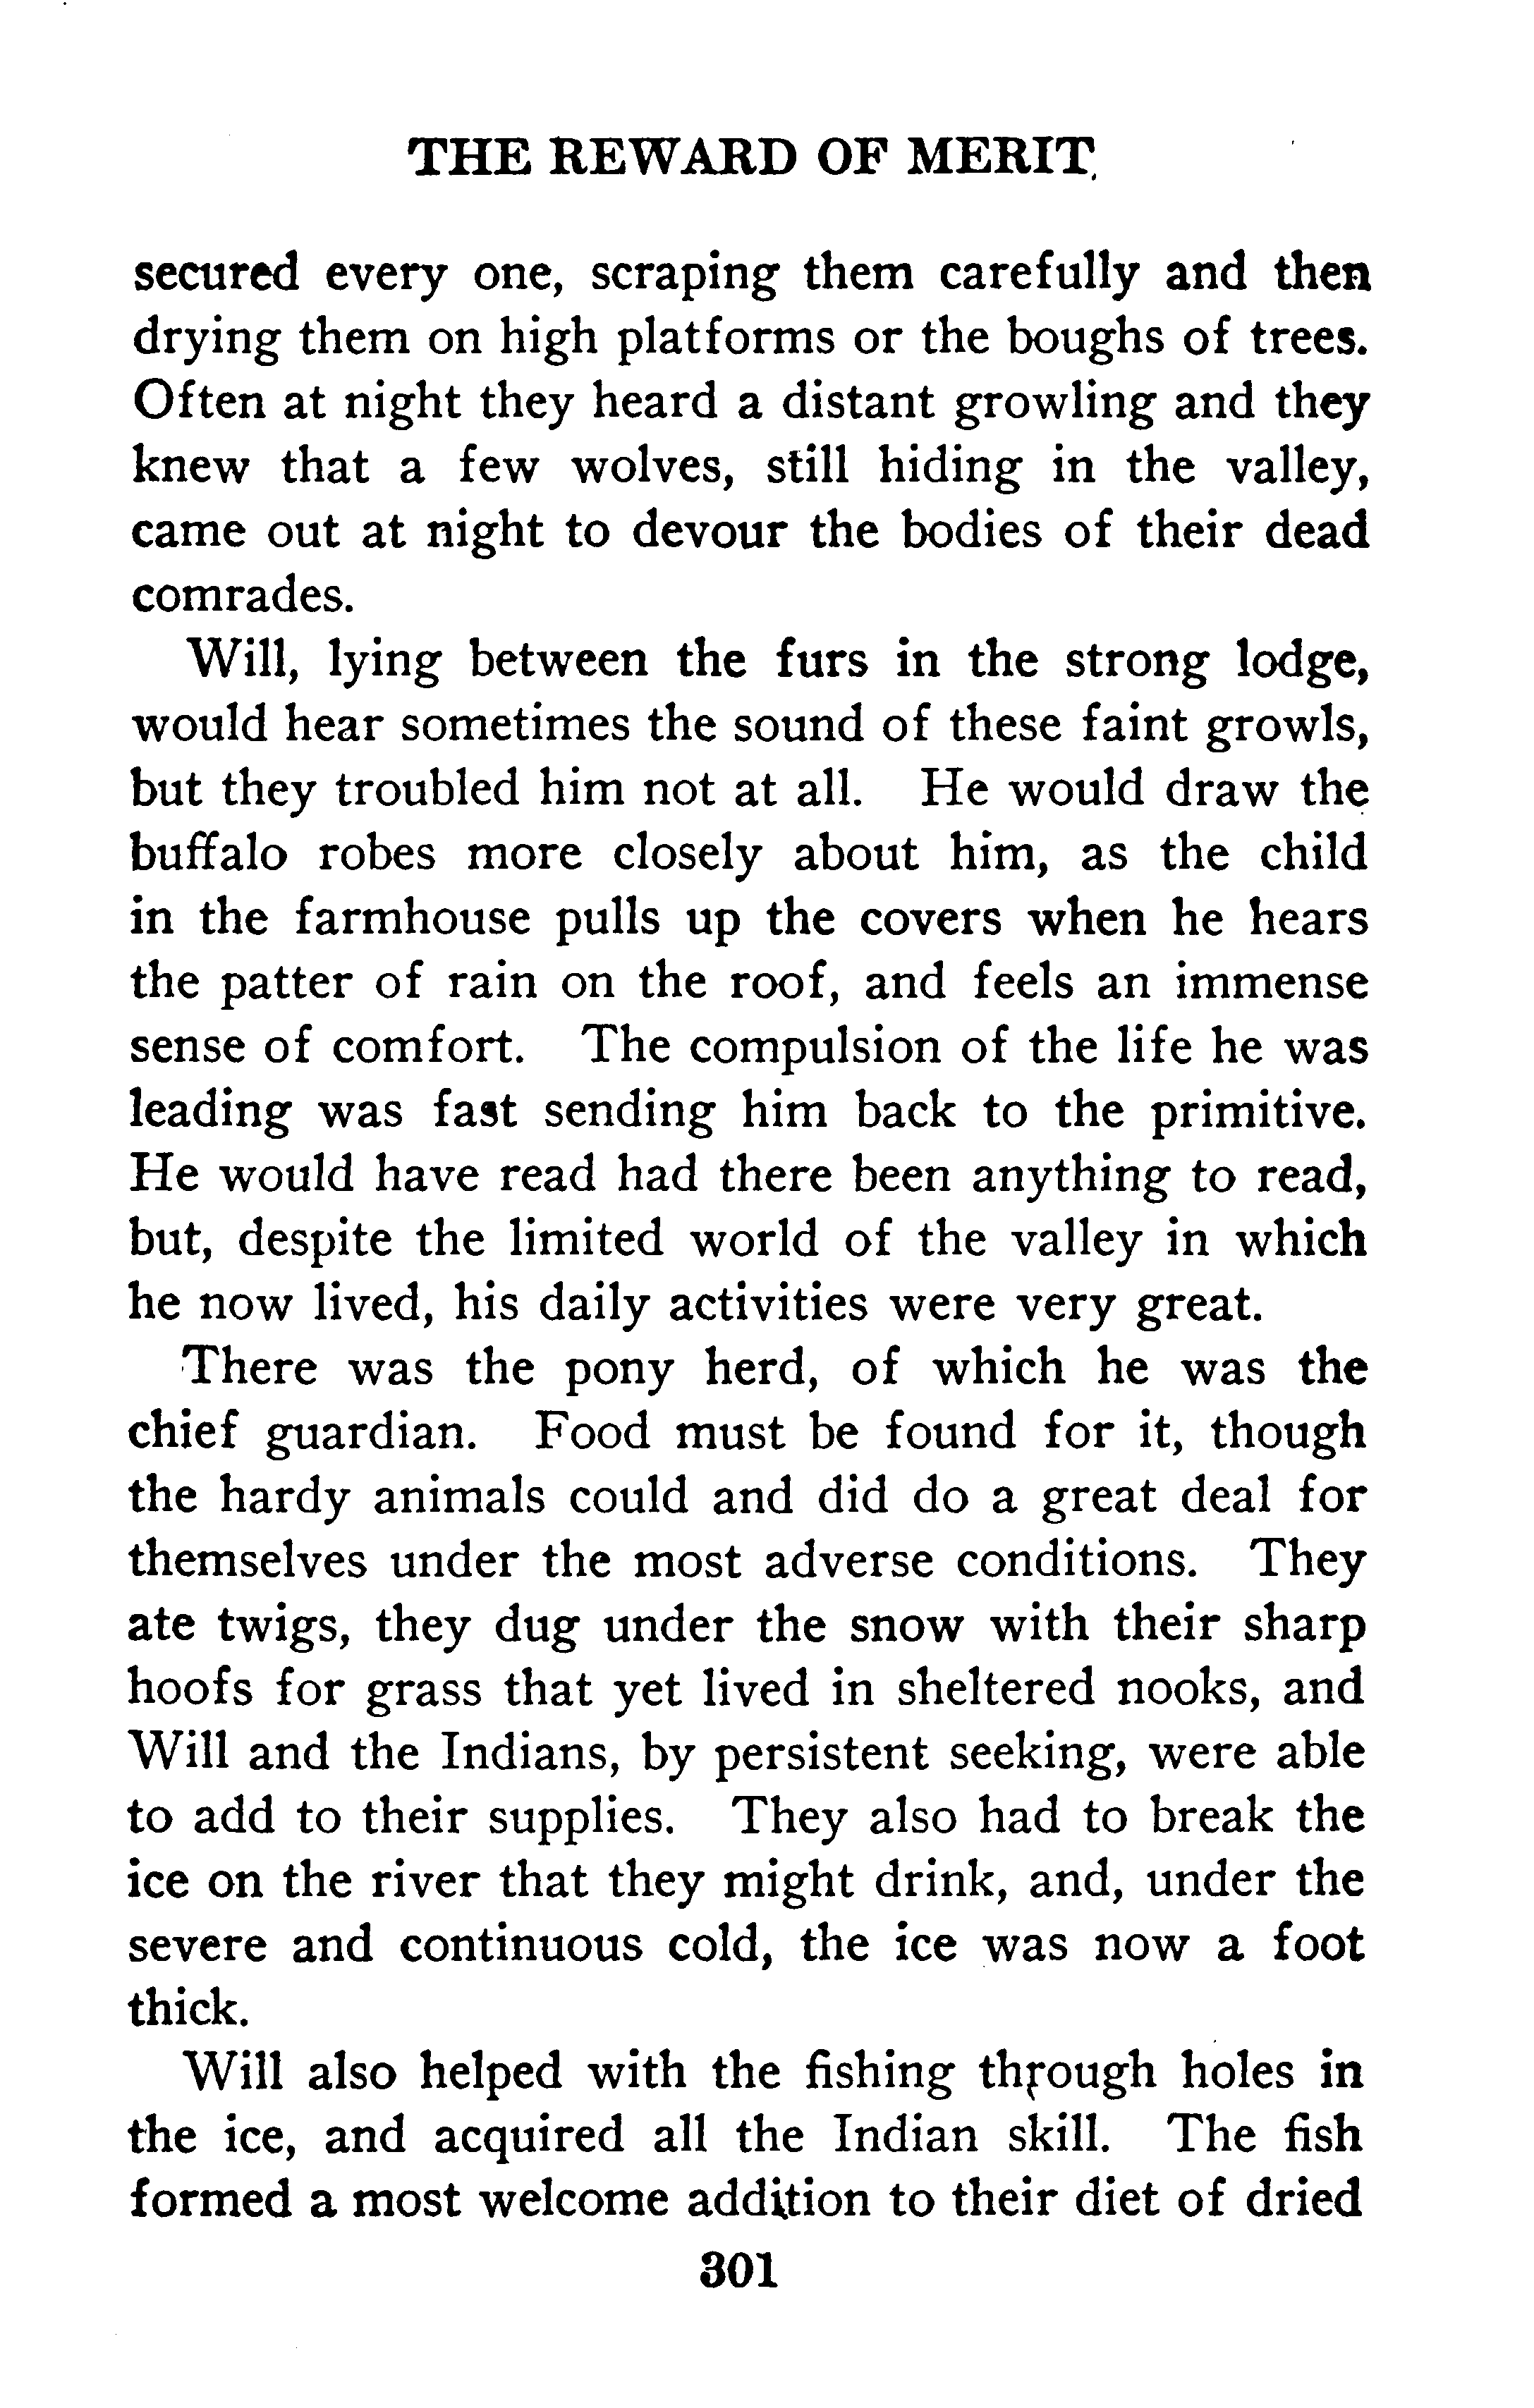 THE REWARD OF MERIT
secured every one, scraping them carefully and then
drying them on high platforms or the boughs of trees.
Often at night they heard a distant growling and they
knew that a few wolves, still hiding in the valley,
came out at night to devour the bodies of their dead
comrades.
Will, lying between the furs in the strong lodge,
would hear sometimes the sound of these faint growls,
but they troubled him not at all. He would draw the
buffalo robes more closely about him, as the child
in the farmhouse pulls up the covers when he hears
the patter of rain on the roof, and feels an immense
sense of comfort. The compulsion of the life he was
leading was fast sending him back to the primitive.
He would have read had there been anything to read,
but, despite the limited world of the valley in which
he now lived, his daily activities were very great.
There was the pony herd, of which he was the
chief guardian. Food must be found for it, though
the hardy animals could and did do a great deal for
themselves under the most adverse conditions. They
ate twigs, they dug under the snow with their sharp
hoofs for grass that yet lived in sheltered nooks, and
Will and the Indians, by persistent seeking, were able
to add to their supplies. They also had to break the
ice on the river that they might drink, and, under the
severe and continuous cold, the ice was now a foot
thick.
Will also helped with the fishing through holes in
the ice, and acquired all the Indian skill. The fish
formed a most welcome addition to their diet of dried
301